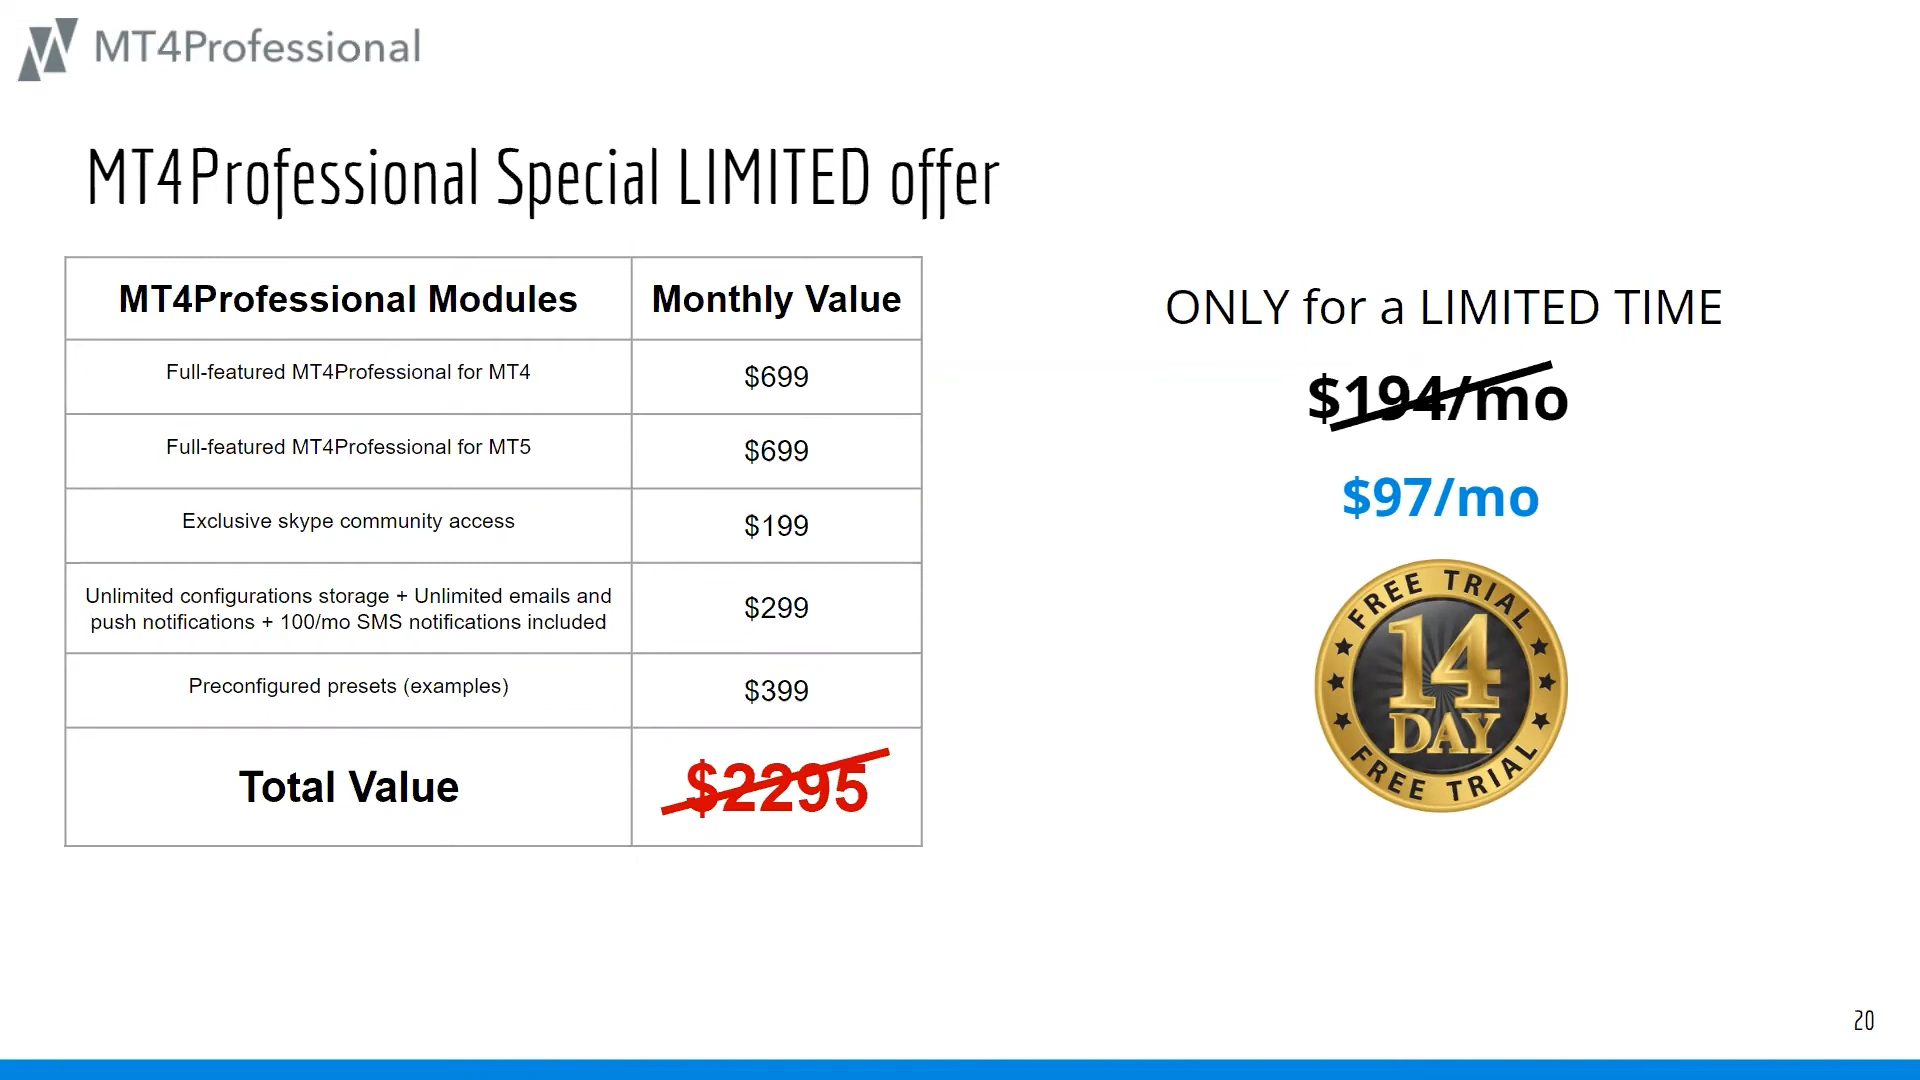 MT4Professional
MT4Professional Special LIMITED offer
MT4Professional Modules Monthly Value
Full-featured MT4Professional for MT4 $699
Full-featured MT4Professional for MT5 $699
Exclusive skype community access $199
Unlimited configurations storage + Unlimited emails and
push notifications + 100/mo SMS notifications included $299
Preconfigured presets (examples) $399
Total Value $2295
ONLY for a LIMITED TIME
$194/mo
$97/mo
FREE TRIAL
14
DAY
FREE TRIAL
20